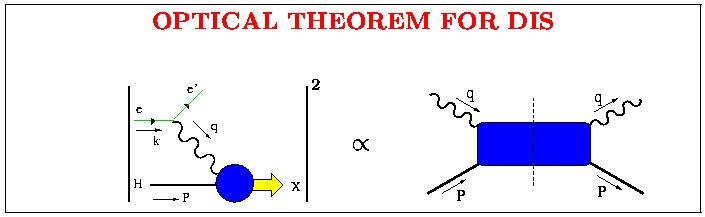 OPTICAL THEOREM FOR DIS
e'
2
e
q
k
H
P
X
∝
q
q
P
P